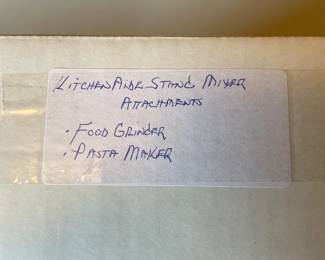 KitchenAide Stand Mixer
Attachments
• Food Grinder
• Pasta Maker